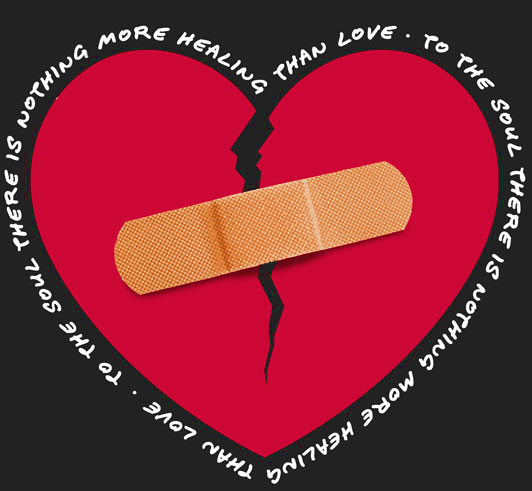 TO THE SOUL THERE IS NOTHING MORE HEALING THAN LOVE · TO THE SOUL THERE IS NOTHING MORE HEALING THAN LOVE ·